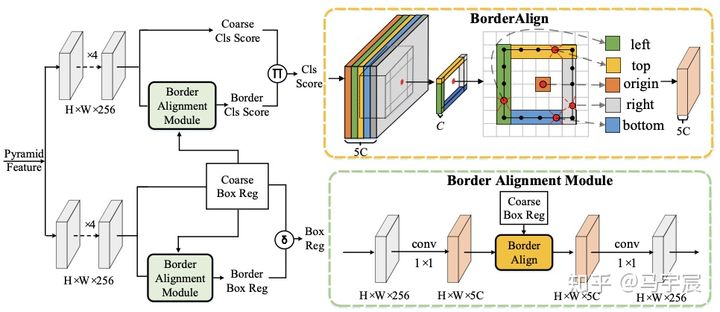 Pyramid
Feature
×4
H×W×256
Coarse
Cls Score
Border
Alignment
Module
Border
Cls Score
Π
Cls
Score
Coarse
Box Reg
×4
H×W×256
Border
Alignment
Module
Border
Box Reg
δ
Box
Reg
BorderAlign
5C
C
left
top
origin
right
bottom
5C
Border Alignment Module
Coarse
Box Reg
conv
1×1
Border
Align
conv
1×1
H×W×256
H×W×5C
H×W×5C
H×W×256
知乎 @马宇宸